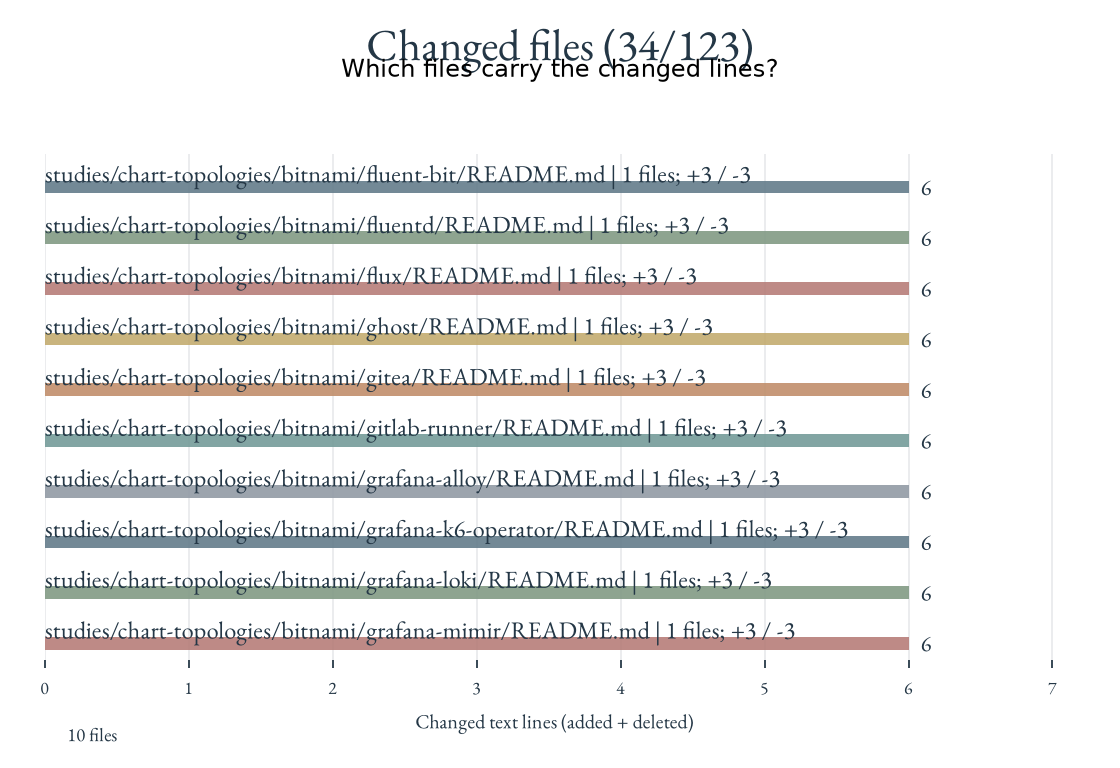 Changed files (34/123)
Which files carry the changed lines?
studies/chart-topologies/bitnami/fluent-bit/README.md | 1 files; +3 / -3
6
studies/chart-topologies/bitnami/fluentd/README.md | 1 files; +3 / -3
6
studies/chart-topologies/bitnami/flux/README.md | 1 files; +3 / -3
6
studies/chart-topologies/bitnami/ghost/README.md | 1 files; +3 / -3
6
studies/chart-topologies/bitnami/gitea/README.md | 1 files; +3 / -3
6
studies/chart-topologies/bitnami/gitlab-runner/README.md | 1 files; +3 / -3
6
studies/chart-topologies/bitnami/grafana-alloy/README.md | 1 files; +3 / -3
6
studies/chart-topologies/bitnami/grafana-k6-operator/README.md | 1 files; +3 / -3
6
studies/chart-topologies/bitnami/grafana-loki/README.md | 1 files; +3 / -3
6
studies/chart-topologies/bitnami/grafana-mimir/README.md | 1 files; +3 / -3
6
0 1 2 3 4 5 6 7
Changed text lines (added + deleted)
10 files